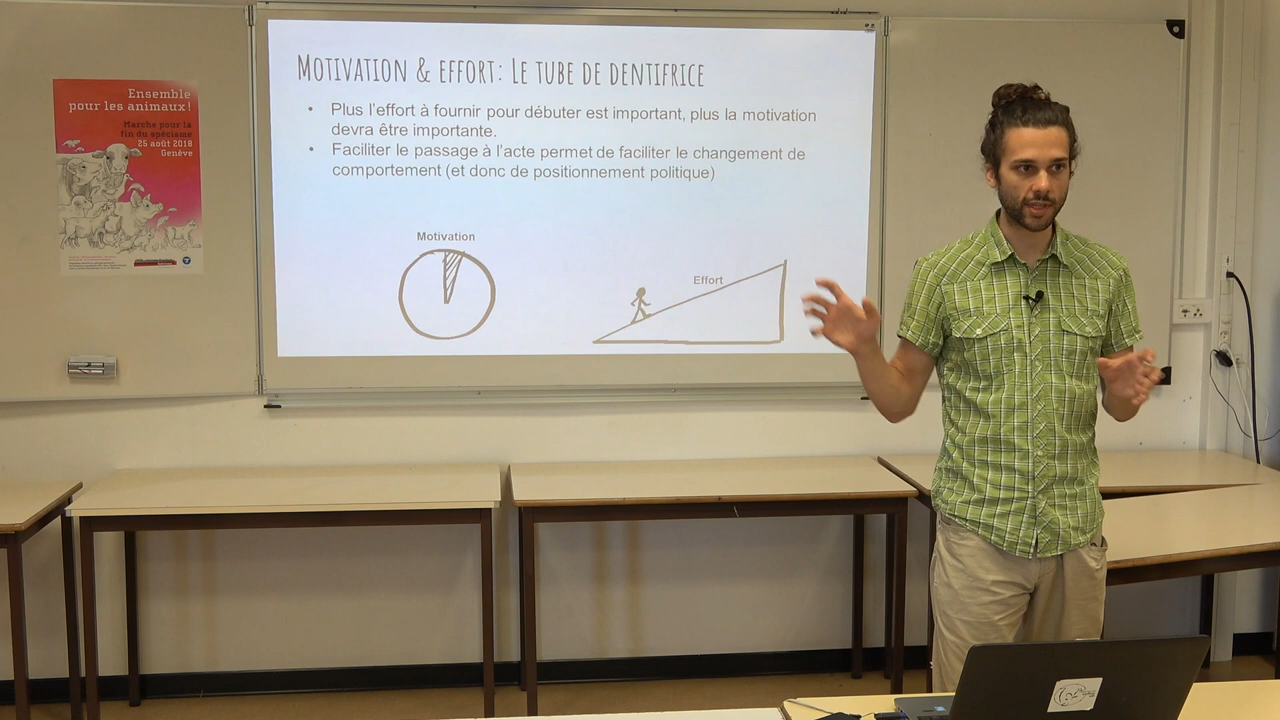 Ensemble
pour les animaux!
Marche pour la
fin du spécisme
25 août 2018
Genève
MOTIVATION & EFFORT: LE TUBE DE DENTIFRICE
• Plus l'effort à fournir pour débuter est important, plus la motivation
devra être importante.
• Faciliter le passage à l'acte permet de faciliter le changement de
comportement (et donc de positionnement politique)
Motivation
Effort